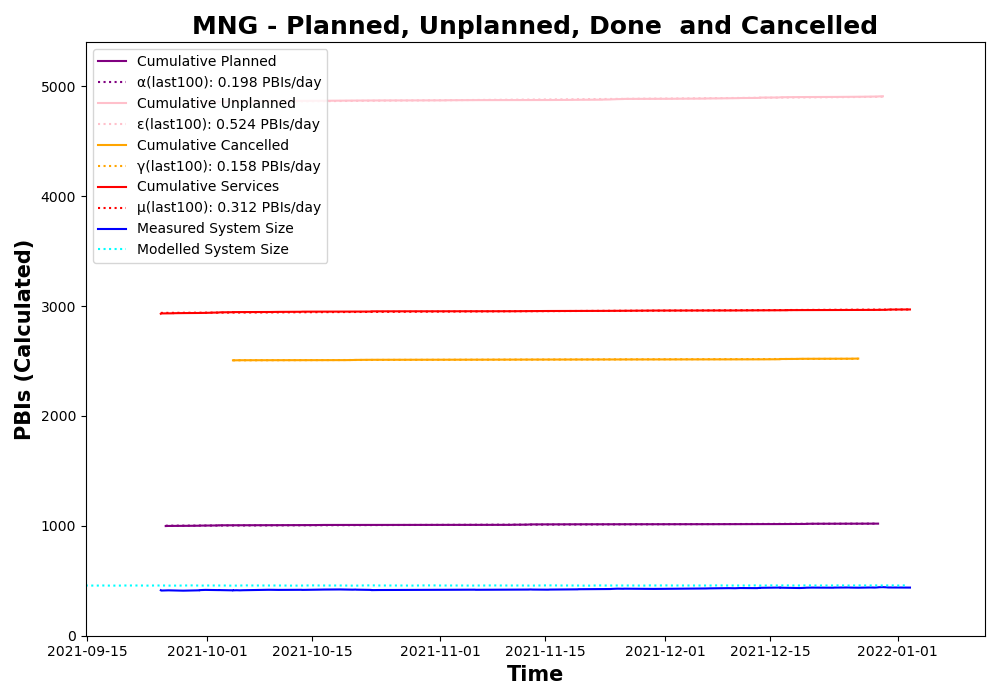 MNG - Planned, Unplanned, Done  and Cancelled
Cumulative Planned
α(last100): 0.198 PBIs/day
Cumulative Unplanned
ε(last100): 0.524 PBIs/day
Cumulative Cancelled
γ(last100): 0.158 PBIs/day
Cumulative Services
μ(last100): 0.312 PBIs/day
Measured System Size
Modelled System Size
PBIs (Calculated)
5000
4000
3000
2000
1000
0
2021-09-15 2021-10-01 2021-10-15 2021-11-01 2021-11-15 2021-12-01 2021-12-15 2022-01-01
Time